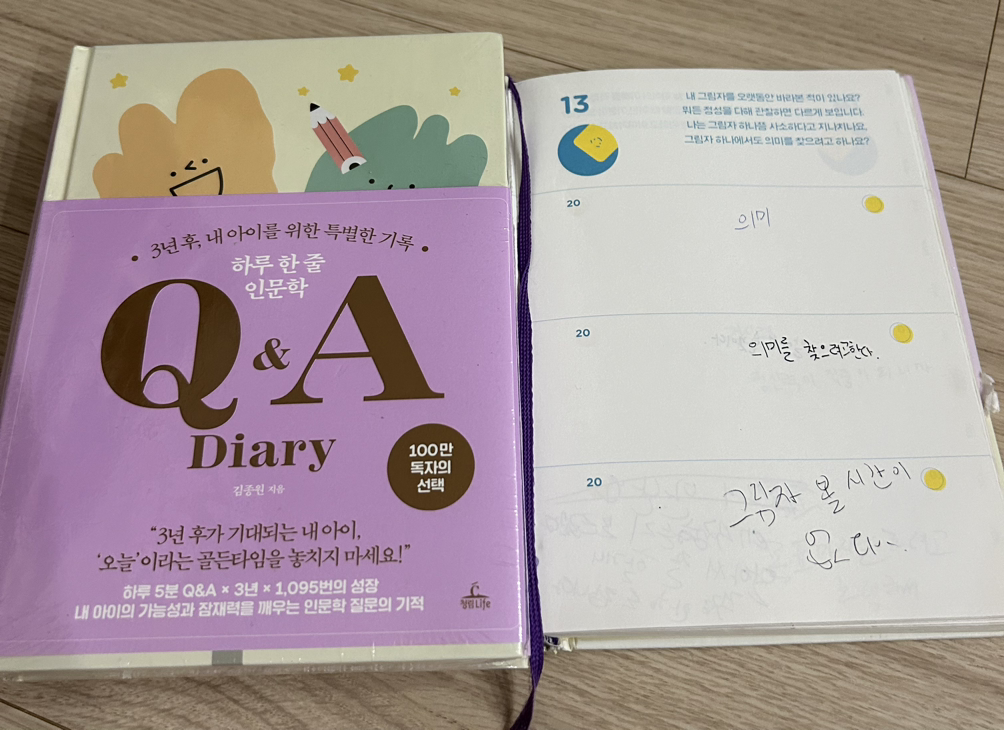 3년 후, 내 아이를 위한 특별한 기록
하루 한 줄
인문학
Q&A
Diary
100만
독자의
선택
김종원 지음
“3년 후가 기대되는 내 아이,
‘오늘’이라는 골든타임을 놓치지 마세요!”
하루 5분 Q&A × 3년 × 1,095번의 성장
내 아이의 가능성과 잠재력을 깨우는 인문학 질문의 기적
청림Life
13
내 그림자를 오랫동안 바라본 적이 있나요?
뭐든 정성을 다해 관찰하면 다르게 보입니다.
나는 그림자 하나쯤 사소하다고 지나치나요,
그림자 하나에서도 의미를 찾으려고 하나요?
20
의미
20
의미를 찾으려고한다.
20
그림자 볼 시간이
없다..